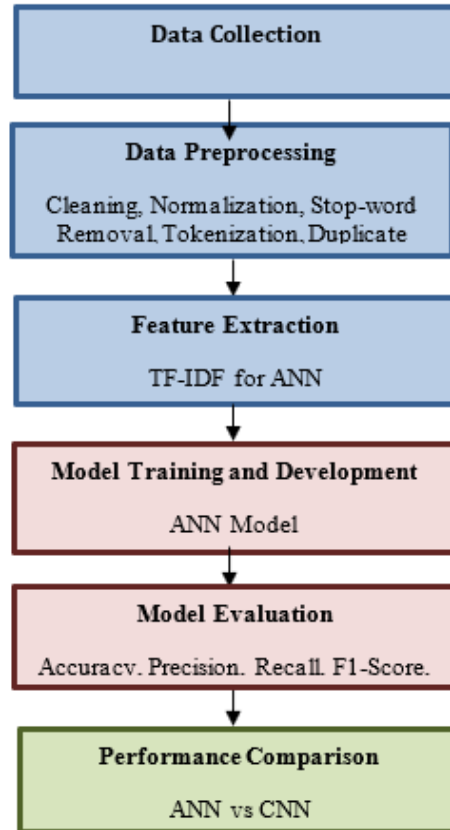 Data Collection
Data Preprocessing
Cleaning, Normalization, Stop-word
Removal, Tokenization, Duplicate
Feature Extraction
TF-IDF for ANN
Model Training and Development
ANN Model
Model Evaluation
Accuracy, Precision, Recall, F1-Score,
Performance Comparison
ANN vs CNN